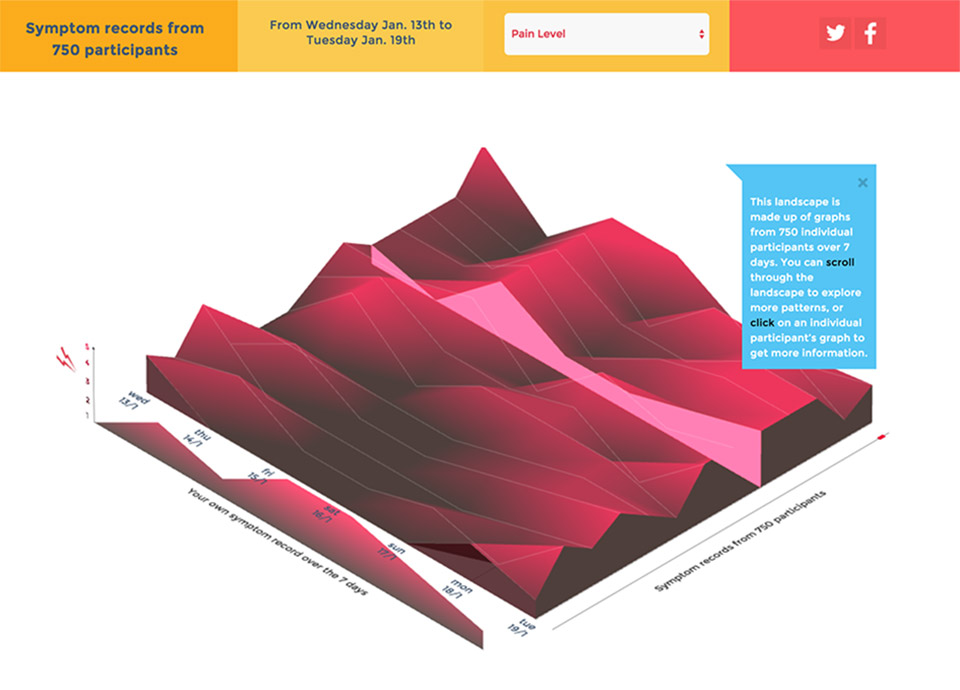 Symptom records from
750 participants
From Wednesday Jan. 13th to
Tuesday Jan. 19th
Pain Level
This landscape is
made up of graphs
from 750 individual
participants over 7
days. You can scroll
through the
landscape to explore
more patterns, or
click on an individual
participant's graph to
get more information.
5
4
3
2
1
wed
13/1
thu
14/1
fri
15/1
sat
16/1
sun
17/1
mon
18/1
tue
19/1
Your own symptom record over the 7 days
Symptom records from 750 participants